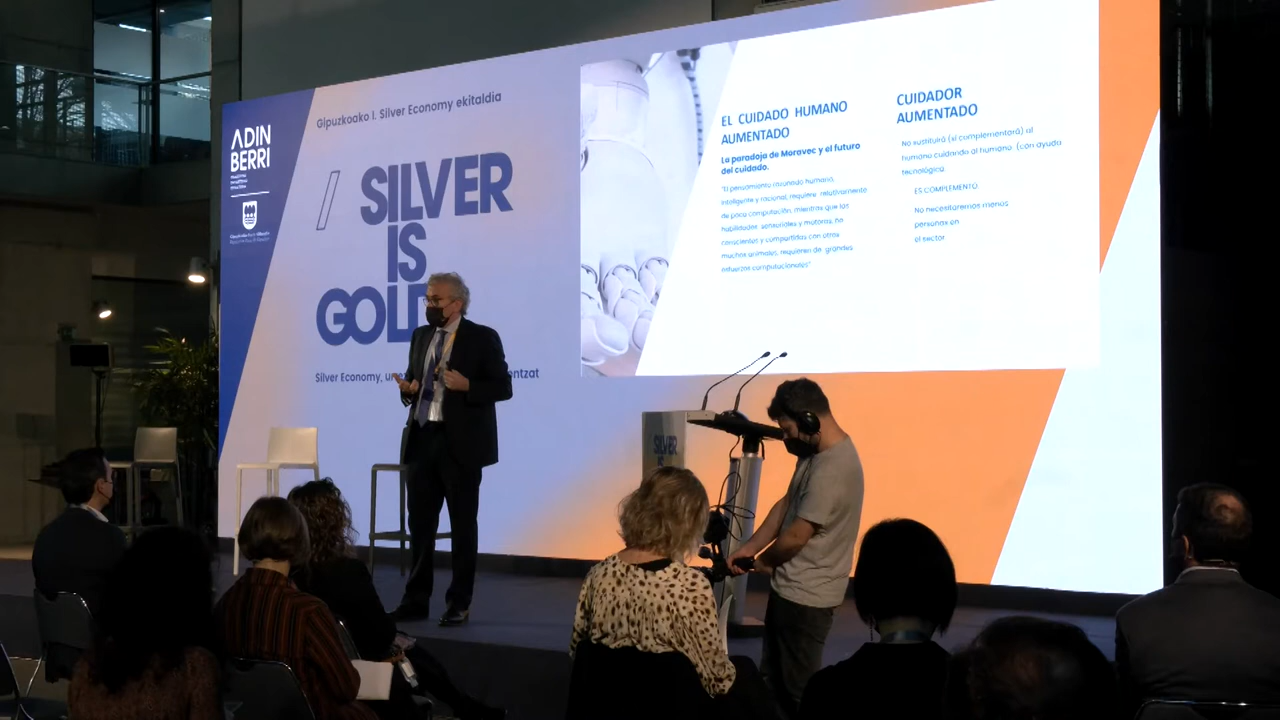 ADIN
BERRI
Gipuzkoako I. Silver Economy ekitaldia
/ SILVER
IS
GOLD
Silver Economy,
entzat
EL CUIDADO HUMANO
AUMENTADO
La paradoja de Moravec y el futuro
del cuidado.
"El pensamiento razonado humano,
inteligente y racional, requiere relativamente
de poca computación, mientras que las
habilidades sensoriales y motoras, no
conscientes y compartidas con otros
muchos animales, requieren de grandes
esfuerzos computacionales"
CUIDADOR
AUMENTADO
No sustituirá (sí complementará) al
humano cuidando al humano (con ayuda
tecnológica.
ES COMPLEMENTO
No necesitaremos menos
personas en
el sector
SILVER
IS